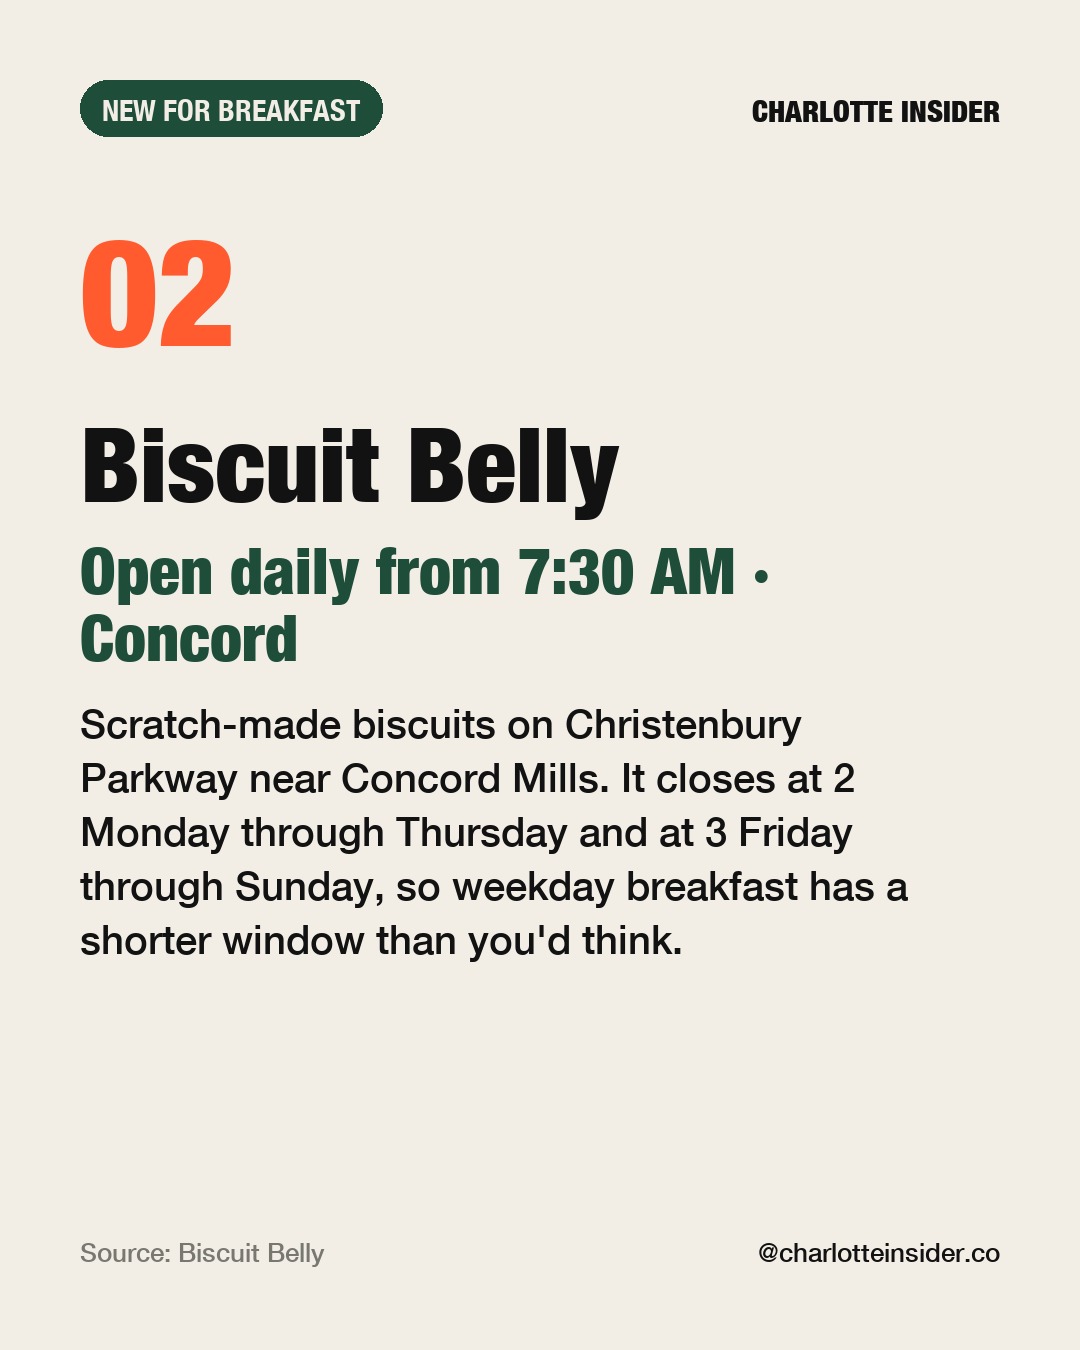 NEW FOR BREAKFAST
CHARLOTTE INSIDER
02
Biscuit Belly
Open daily from 7:30 AM •
Concord
Scratch-made biscuits on Christenbury
Parkway near Concord Mills. It closes at 2
Monday through Thursday and at 3 Friday
through Sunday, so weekday breakfast has a
shorter window than you'd think.
Source: Biscuit Belly
@charlotteinsider.co